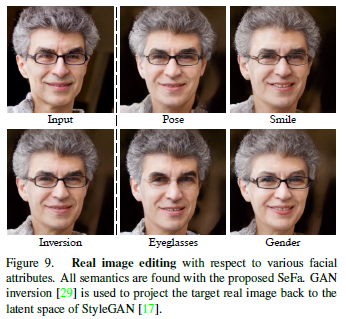 Input
Pose
Smile
Inversion
Eyeglasses
Gender
Figure 9. Real image editing with respect to various facial
attributes. All semantics are found with the proposed SeFa. GAN
inversion [29] is used to project the target real image back to the
latent space of StyleGAN [17].